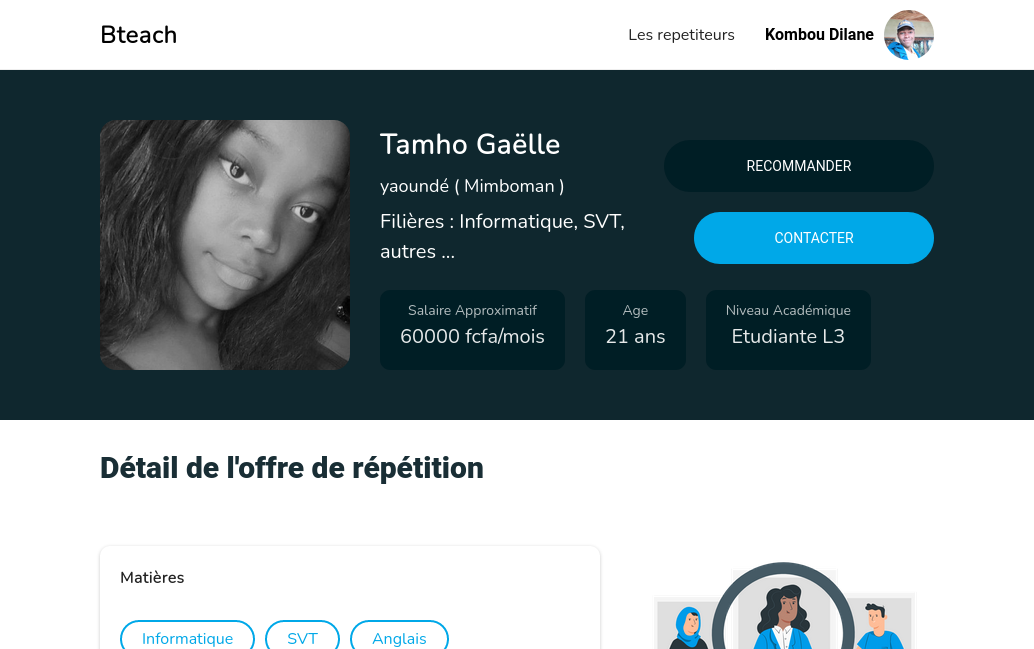 Bteach
Les repetiteurs
Kombou Dilane
Tamho Gaëlle
yaoundé ( Mimboman )
Filières : Informatique, SVT,
autres ...
RECOMMANDER
CONTACTER
Salaire Approximatif
60000 fcfa/mois
Age
21 ans
Niveau Académique
Etudiante L3
Détail de l'offre de répétition
Matières
Informatique
SVT
Anglais